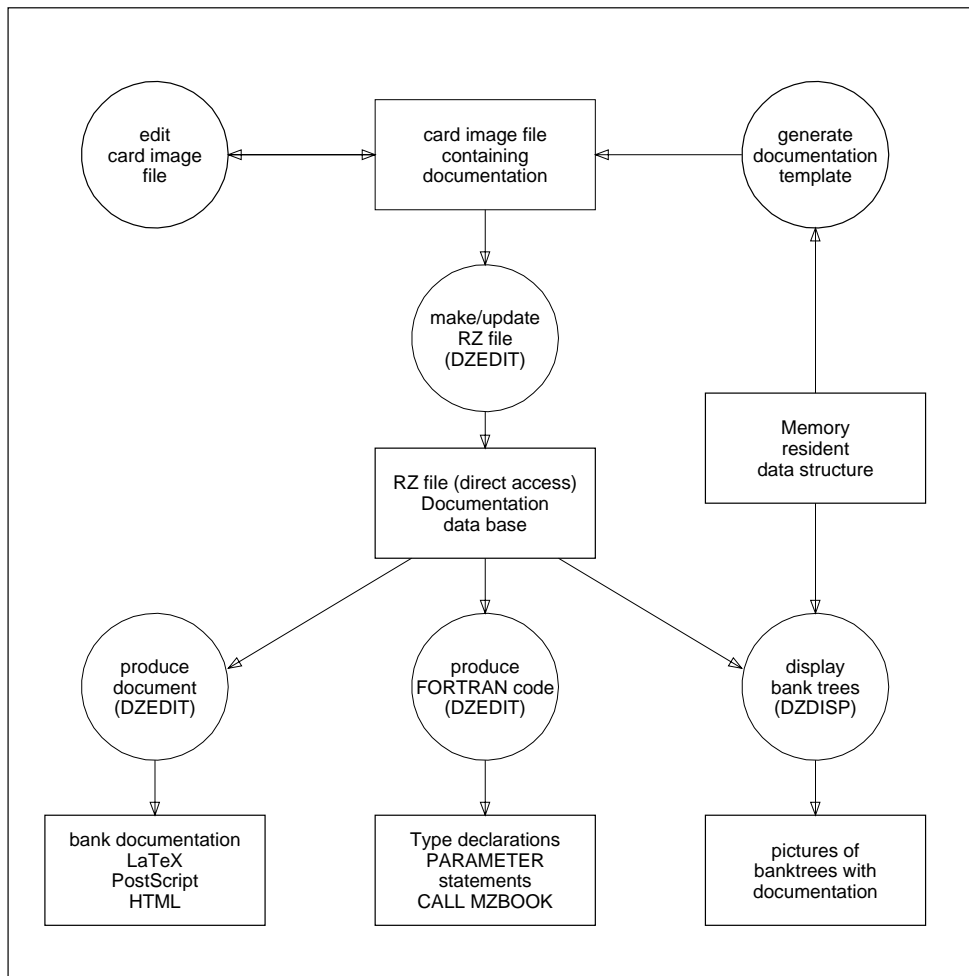 edit
card image
file
card image file
containing
documentation
generate
documentation
template
make/update
RZ file
(DZEDIT)
Memory
resident
data structure
RZ file (direct access)
Documentation
data base
produce
document
(DZEDIT)
produce
FORTRAN code
(DZEDIT)
display
bank trees
(DZDISP)
bank documentation
LaTeX
PostScript
HTML
Type declarations
PARAMETER
statements
CALL MZBOOK
pictures of
banktrees with
documentation